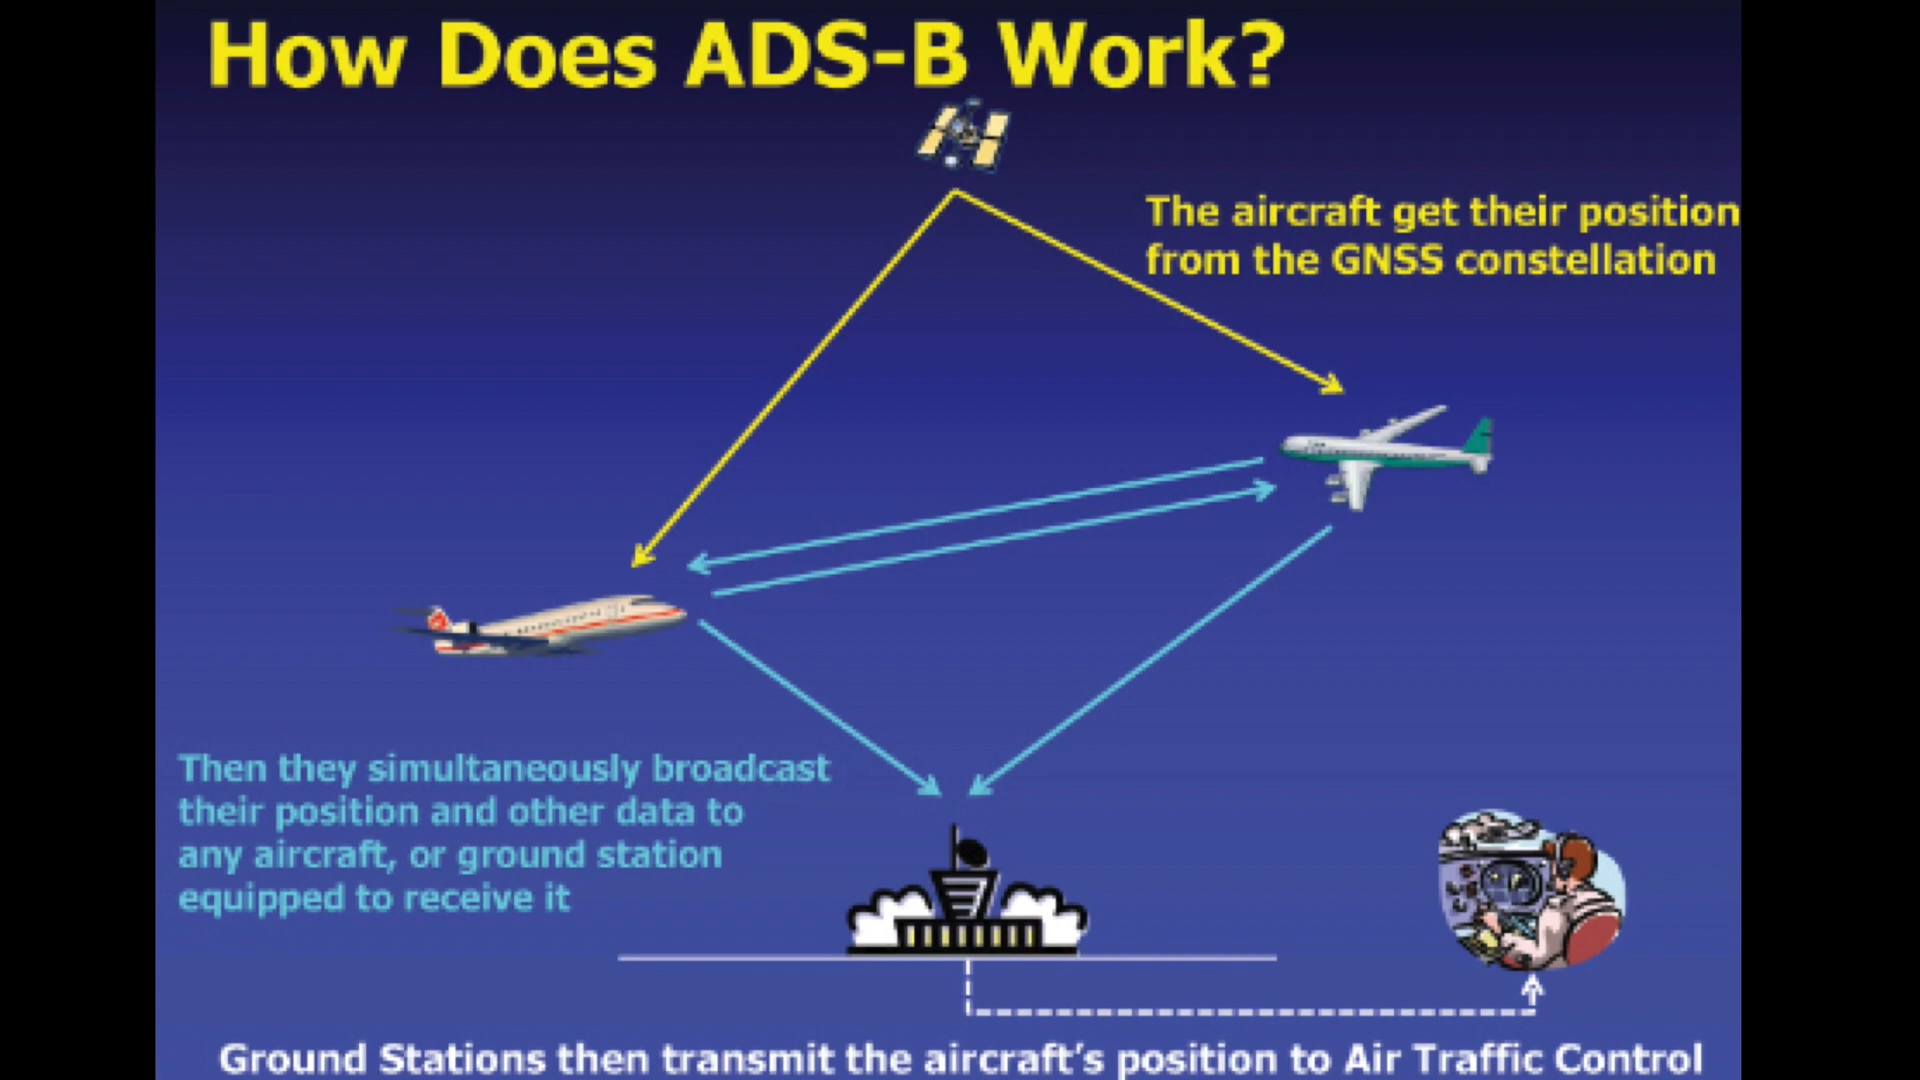 How Does ADS-B Work?
The aircraft get their position
from the GNSS constellation
Then they simultaneously broadcast
their position and other data to
any aircraft, or ground station
equipped to receive it
Ground Stations then transmit the aircraft's position to Air Traffic Control